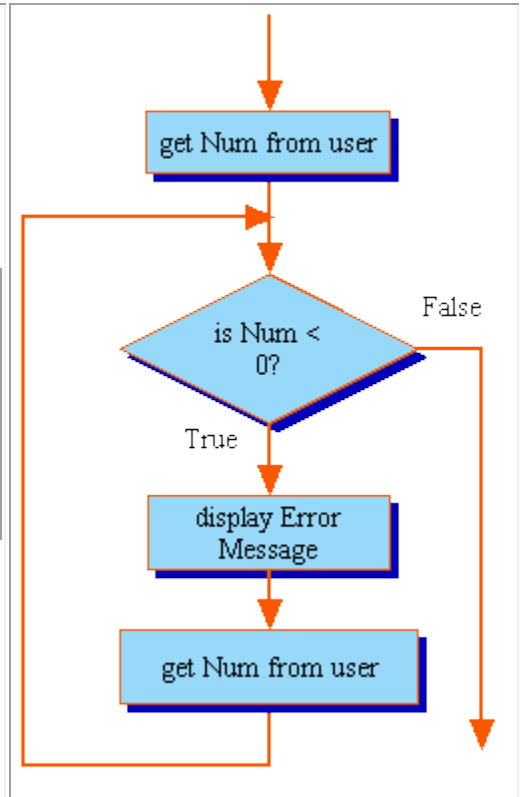 get Num from user
is Num <
0?
False
True
display Error
Message
get Num from user